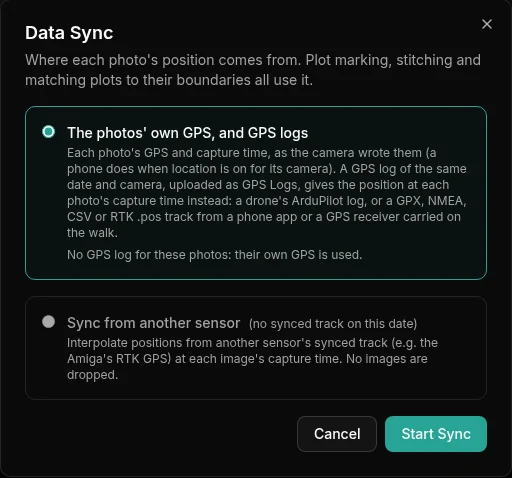 Data Sync
Where each photo's position comes from. Plot marking, stitching and
matching plots to their boundaries all use it.
The photos' own GPS, and GPS logs
Each photo's GPS and capture time, as the camera wrote them (a
phone does when location is on for its camera). A GPS log of the same
date and camera, uploaded as GPS Logs, gives the position at each
photo's capture time instead: a drone's ArduPilot log, or a GPX, NMEA,
CSV or RTK .pos track from a phone app or a GPS receiver carried on
the walk.
No GPS log for these photos: their own GPS is used.
Sync from another sensor (no synced track on this date)
Interpolate positions from another sensor's synced track (e.g. the
Amiga's RTK GPS) at each image's capture time. No images are
dropped.
Cancel Start Sync